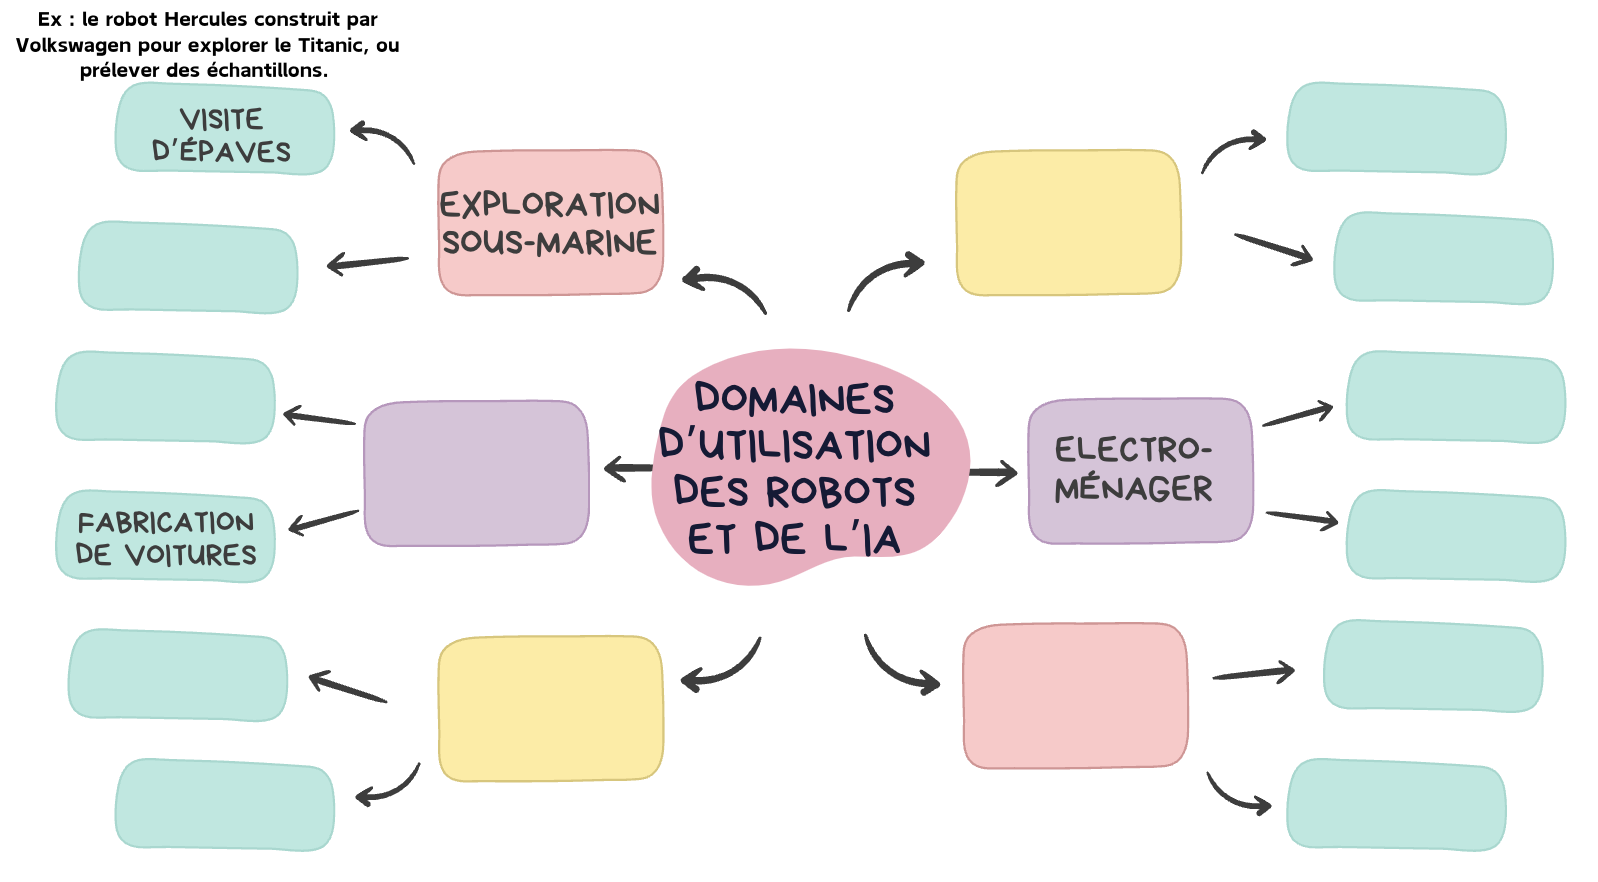 Ex : le robot Hercules construit par
Volkswagen pour explorer le Titanic, ou
prélever des échantillons.
VISITE
D'ÉPAVES
EXPLORATION
SOUS-MARINE
DOMAINES
D'UTILISATION
DES ROBOTS
ET DE L'IA
ELECTRO-
MÉNAGER
FABRICATION
DE VOITURES